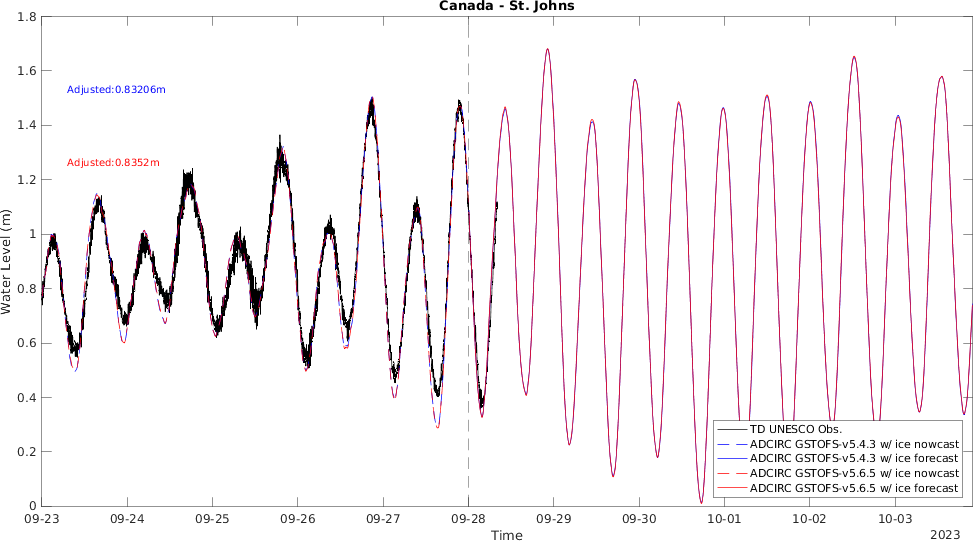 Canada - St. Johns
1.8
1.6
1.4
1.2
1
0.8
0.6
0.4
0.2
0
Water Level (m)
Adjusted:0.83206m
Adjusted:0.8352m
TD UNESCO Obs.
ADCIRC GSTOFS-v5.4.3 w/ ice nowcast
ADCIRC GSTOFS-v5.4.3 w/ ice forecast
ADCIRC GSTOFS-v5.6.5 w/ ice nowcast
ADCIRC GSTOFS-v5.6.5 w/ ice forecast
09-23 09-24 09-25 09-26 09-27 09-28 09-29 09-30 10-01 10-02 10-03
Time
2023